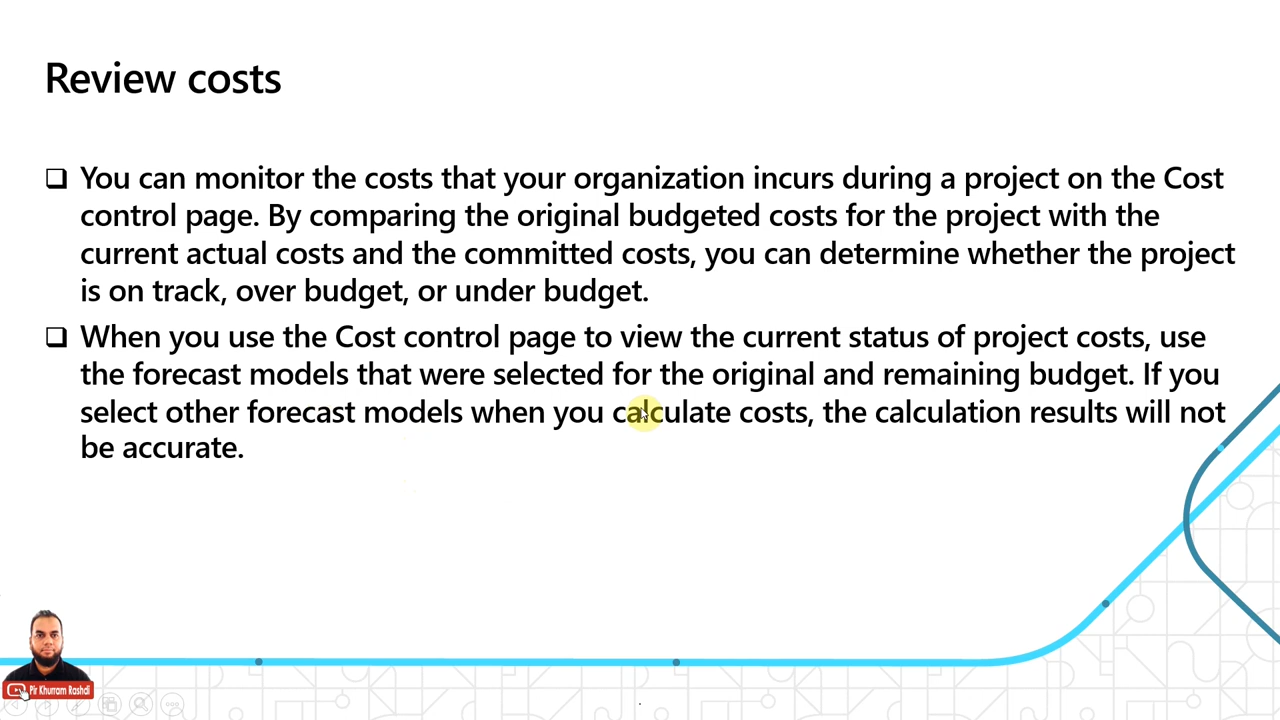 Review costs
You can monitor the costs that your organization incurs during a project on the Cost
control page. By comparing the original budgeted costs for the project with the
current actual costs and the committed costs, you can determine whether the project
is on track, over budget, or under budget.
When you use the Cost control page to view the current status of project costs, use
the forecast models that were selected for the original and remaining budget. If you
select other forecast models when you calculate costs, the calculation results will not
be accurate.
Pir Khurram Rashdi